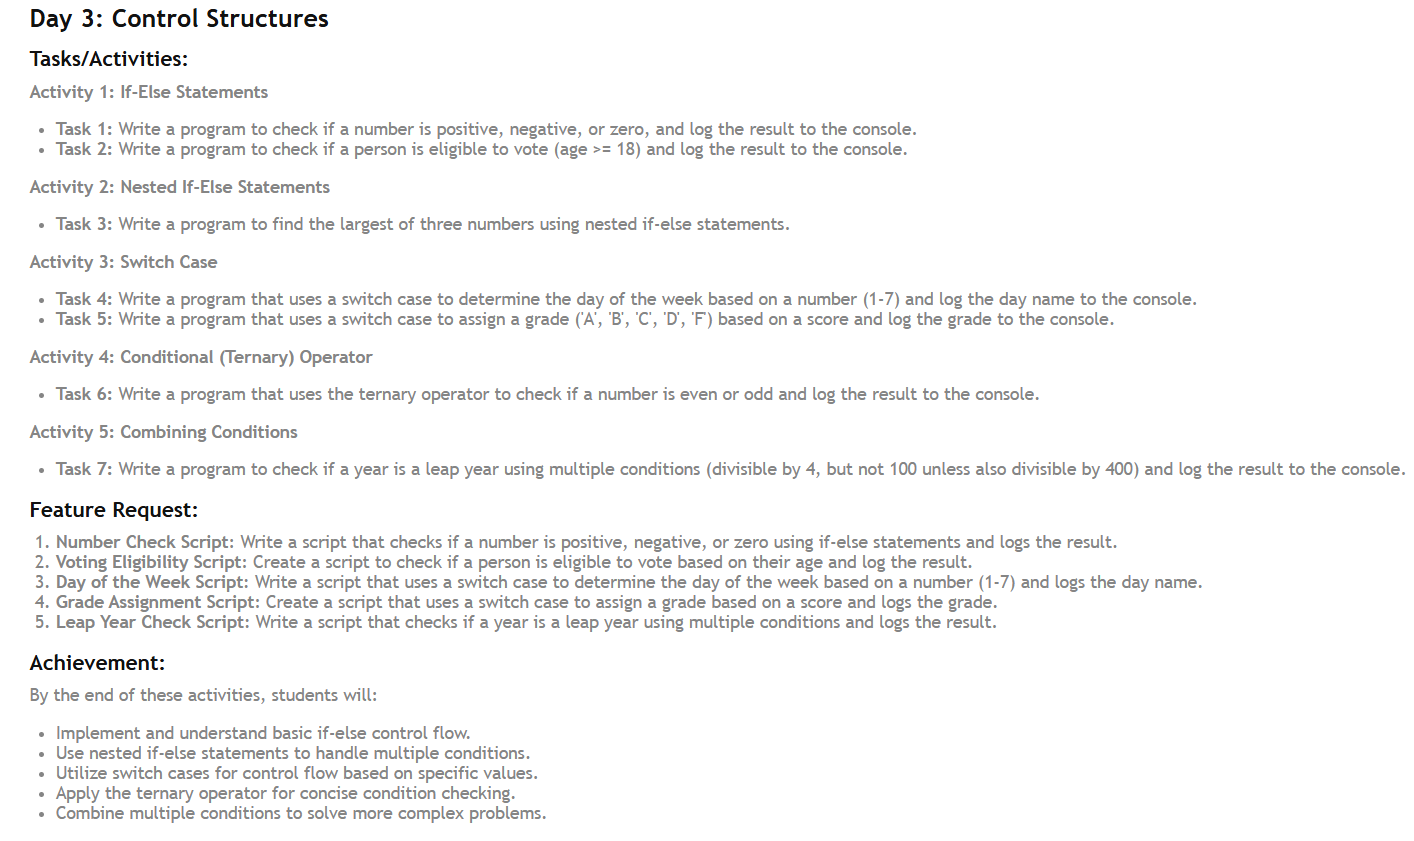 Day 3: Control Structures
Tasks/Activities:
Activity 1: If-Else Statements
• Task 1: Write a program to check if a number is positive, negative, or zero, and log the result to the console.
• Task 2: Write a program to check if a person is eligible to vote (age >= 18) and log the result to the console.
Activity 2: Nested If-Else Statements
• Task 3: Write a program to find the largest of three numbers using nested if-else statements.
Activity 3: Switch Case
• Task 4: Write a program that uses a switch case to determine the day of the week based on a number (1-7) and log the day name to the console.
• Task 5: Write a program that uses a switch case to assign a grade ('A', 'B', 'C', 'D', 'F') based on a score and log the grade to the console.
Activity 4: Conditional (Ternary) Operator
• Task 6: Write a program that uses the ternary operator to check if a number is even or odd and log the result to the console.
Activity 5: Combining Conditions
• Task 7: Write a program to check if a year is a leap year using multiple conditions (divisible by 4, but not 100 unless also divisible by 400) and log the result to the console.
Feature Request:
1. Number Check Script: Write a script that checks if a number is positive, negative, or zero using if-else statements and logs the result.
2. Voting Eligibility Script: Create a script to check if a person is eligible to vote based on their age and log the result.
3. Day of the Week Script: Write a script that uses a switch case to determine the day of the week based on a number (1-7) and logs the day name.
4. Grade Assignment Script: Create a script that uses a switch case to assign a grade based on a score and logs the grade.
5. Leap Year Check Script: Write a script that checks if a year is a leap year using multiple conditions and logs the result.
Achievement:
By the end of these activities, students will:
• Implement and understand basic if-else control flow.
• Use nested if-else statements to handle multiple conditions.
• Utilize switch cases for control flow based on specific values.
• Apply the ternary operator for concise condition checking.
• Combine multiple conditions to solve more complex problems.